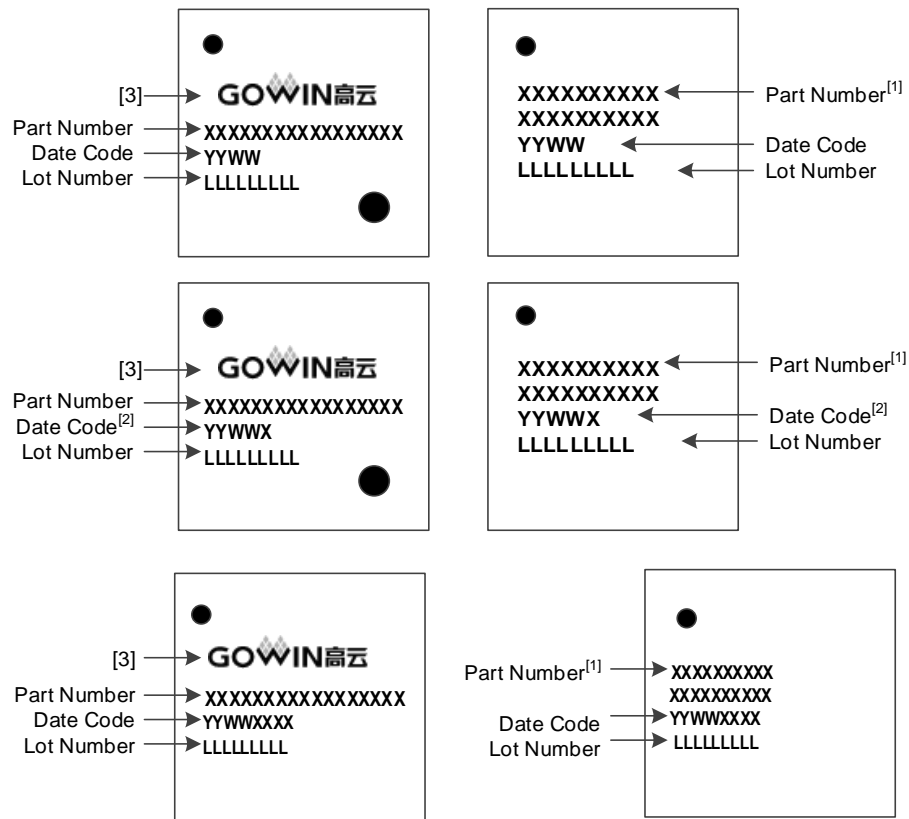 [3] GOWIN高云
Part Number XXXXXXXXXXXXXXXXX
Date Code YYWW
Lot Number LLLLLLLLL
XXXXXXXXXX Part Number[1]
XXXXXXXXXX
YYWW Date Code
LLLLLLLLL Lot Number
[3] GOWIN高云
Part Number XXXXXXXXXXXXXXXXX
Date Code[2] YYWWX
Lot Number LLLLLLLLL
XXXXXXXXXX Part Number[1]
XXXXXXXXXX
YYWWX Date Code[2]
LLLLLLLLL Lot Number
[3] GOWIN高云
Part Number XXXXXXXXXXXXXXXXX
Date Code YYWWXXXX
Lot Number LLLLLLLLL
Part Number[1] XXXXXXXXXX
XXXXXXXXXX
Date Code YYWWXXXX
Lot Number LLLLLLLLL